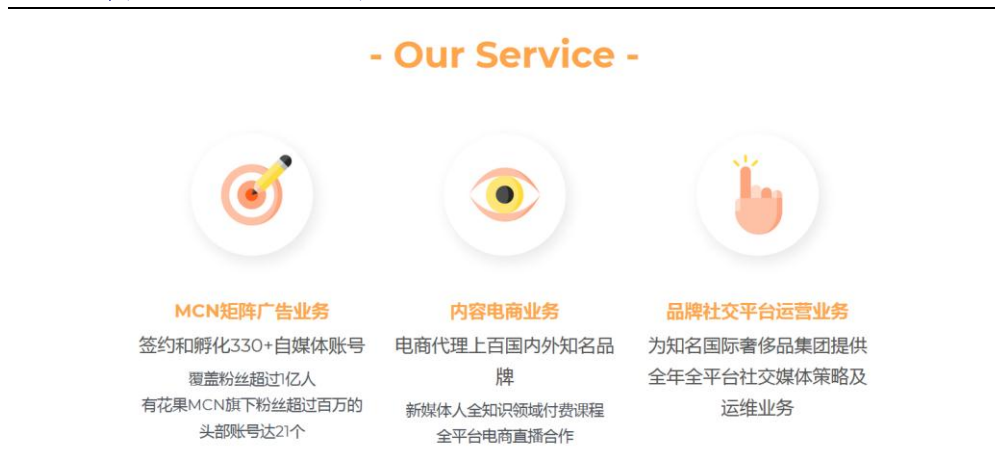 - Our Service -
MCN矩阵广告业务
签约和孵化330+自媒体账号
覆盖粉丝超过1亿人
有花果MCN旗下粉丝超过百万的
头部账号达21个
内容电商业务
电商代理上百国内外知名品
牌
新媒体人全知识领域付费课程
全平台电商直播合作
品牌社交平台运营业务
为知名国际奢侈品集团提供
全年全平台社交媒体策略及
运维业务